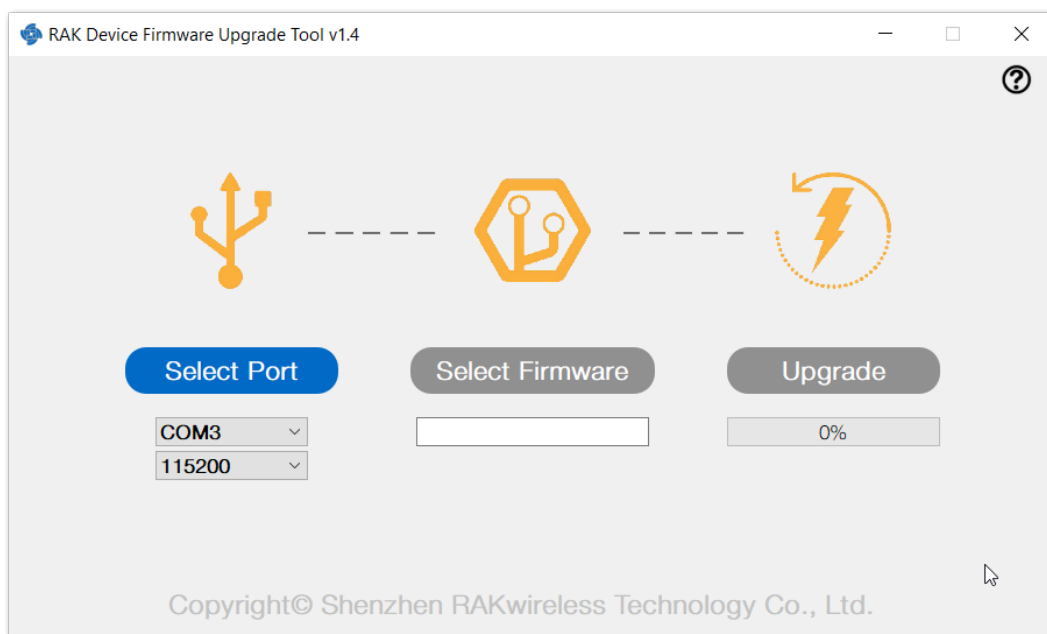 RAK Device Firmware Upgrade Tool v1.4
Select Port
Select Firmware
Upgrade
COM3
0%
115200
Copyright© Shenzhen RAKwireless Technology Co., Ltd.